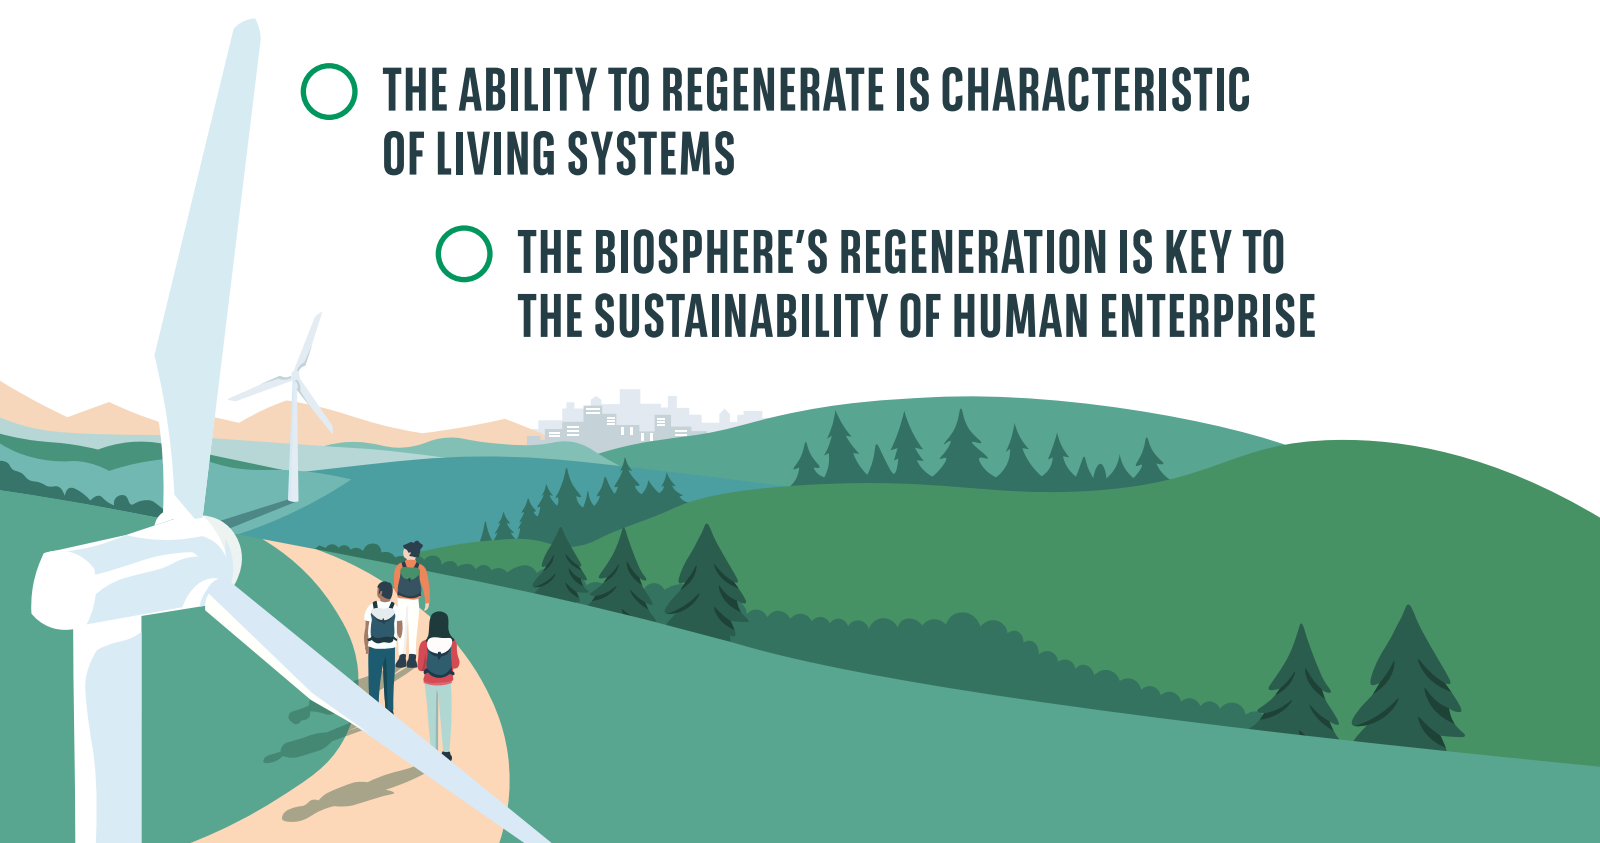 THE ABILITY TO REGENERATE IS CHARACTERISTIC
OF LIVING SYSTEMS
THE BIOSPHERE'S REGENERATION IS KEY TO
THE SUSTAINABILITY OF HUMAN ENTERPRISE